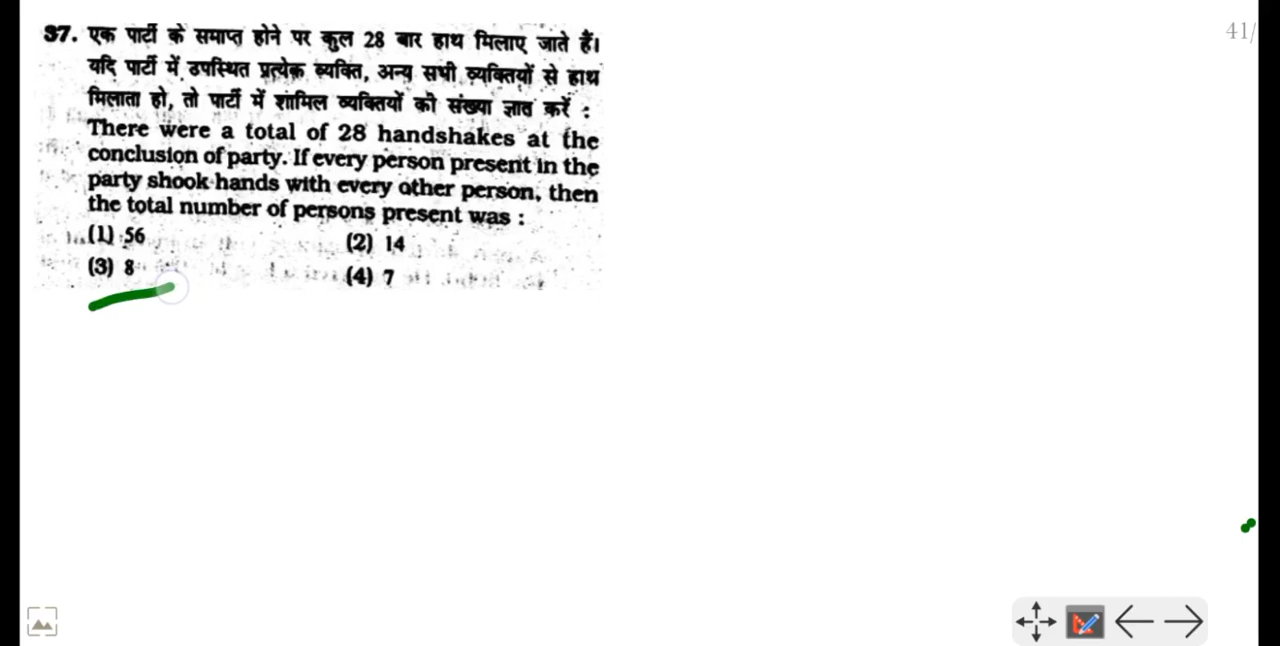 41/
37. एक पार्टी के समाप्त होने पर कुल 28 बार हाथ मिलाए जाते हैं।
यदि पार्टी में उपस्थित प्रत्येक व्यक्ति, अन्य सभी व्यक्तियों से हाथ
मिलाता हो, तो पार्टी में शामिल व्यक्तियों की संख्या ज्ञात करें :
There were a total of 28 handshakes at the
conclusion of party. If every person present in the
party shook hands with every other person, then
the total number of persons present was :
(1) 56 (2) 14
(3) 8 (4) 7